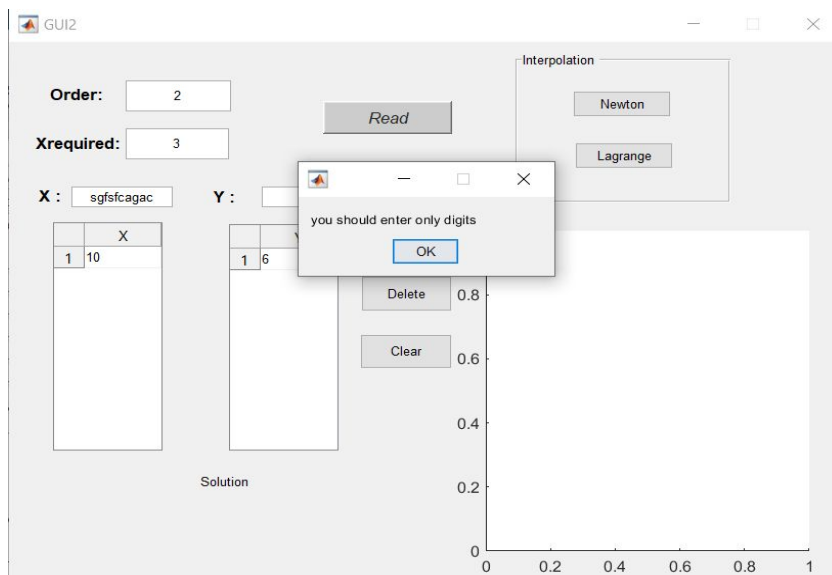 GUI2
Interpolation
Order:
2
Newton
Read
Xrequired:
3
Lagrange
X :
sgfsfcagac
Y :
you should enter only digits
OK
X
1
10
1
6
Delete
Clear
Solution
0.8
0.6
0.4
0.2
0
0
0.2
0.4
0.6
0.8
1